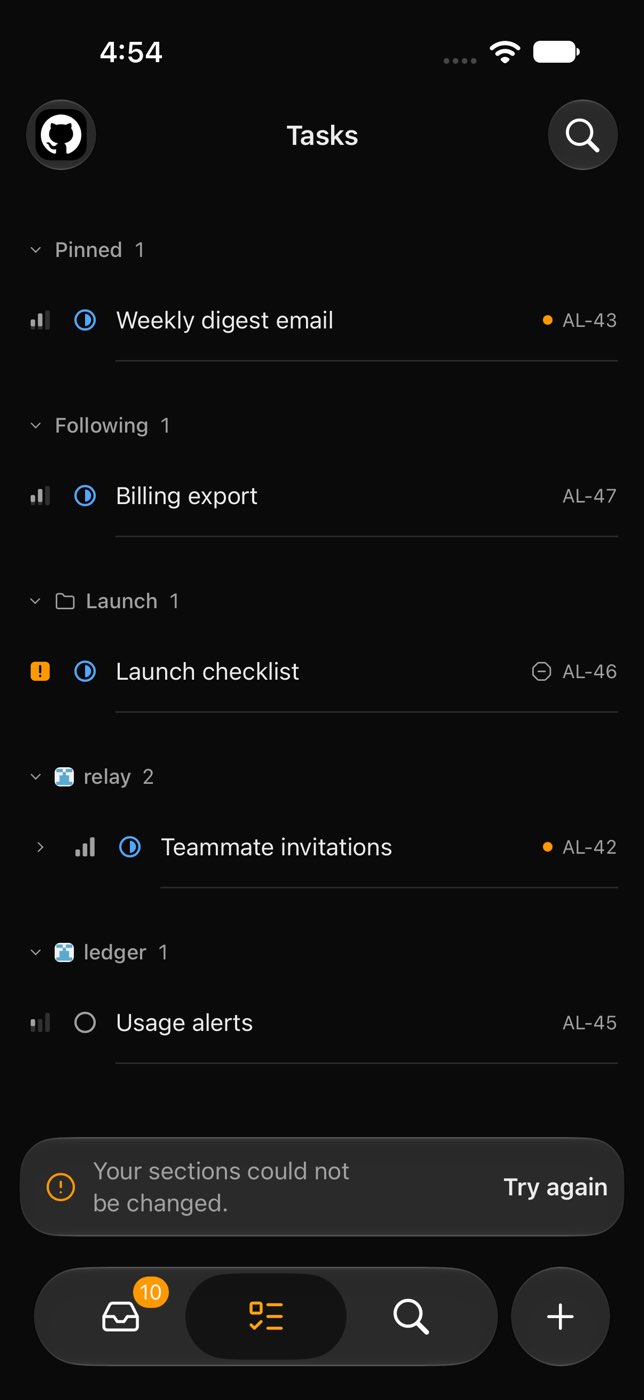 4:54
Tasks
Pinned 1
Weekly digest email AL-43
Following 1
Billing export AL-47
Launch 1
Launch checklist AL-46
relay 2
Teammate invitations AL-42
ledger 1
Usage alerts AL-45
Your sections could not
be changed.
Try again
10